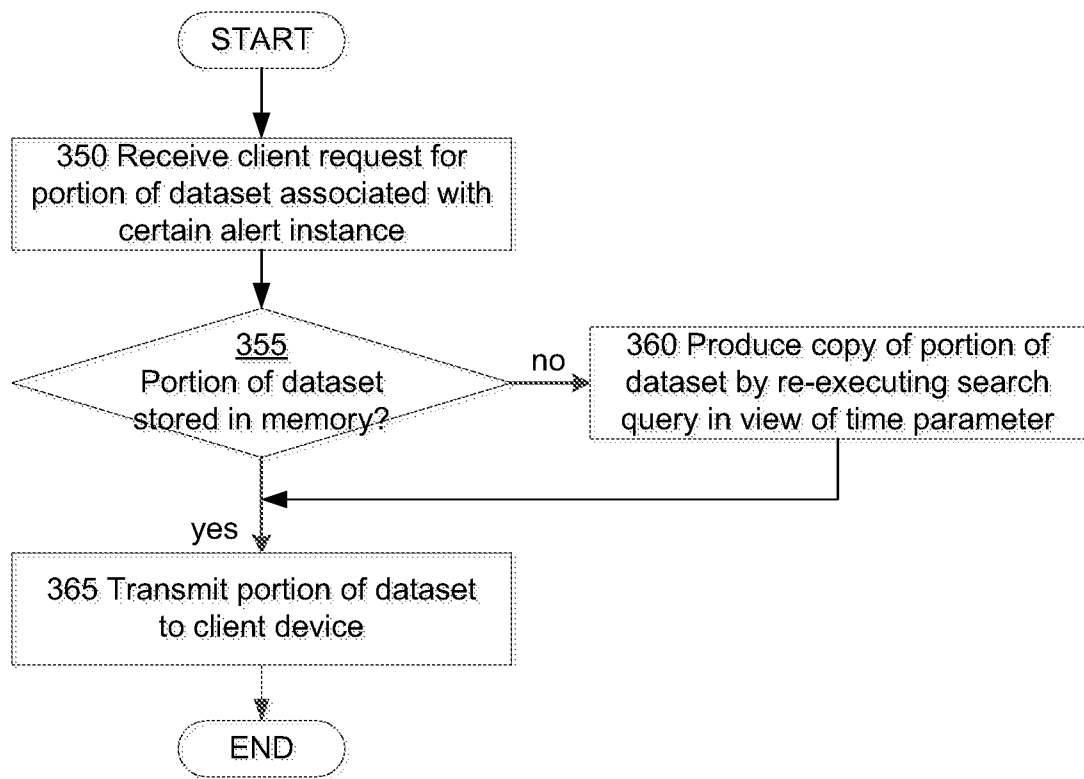 START
350 Receive client request for
portion of dataset associated with
certain alert instance
355
Portion of dataset
stored in memory?
no
360 Produce copy of portion of
dataset by re-executing search
query in view of time parameter
yes
365 Transmit portion of dataset
to client device
END